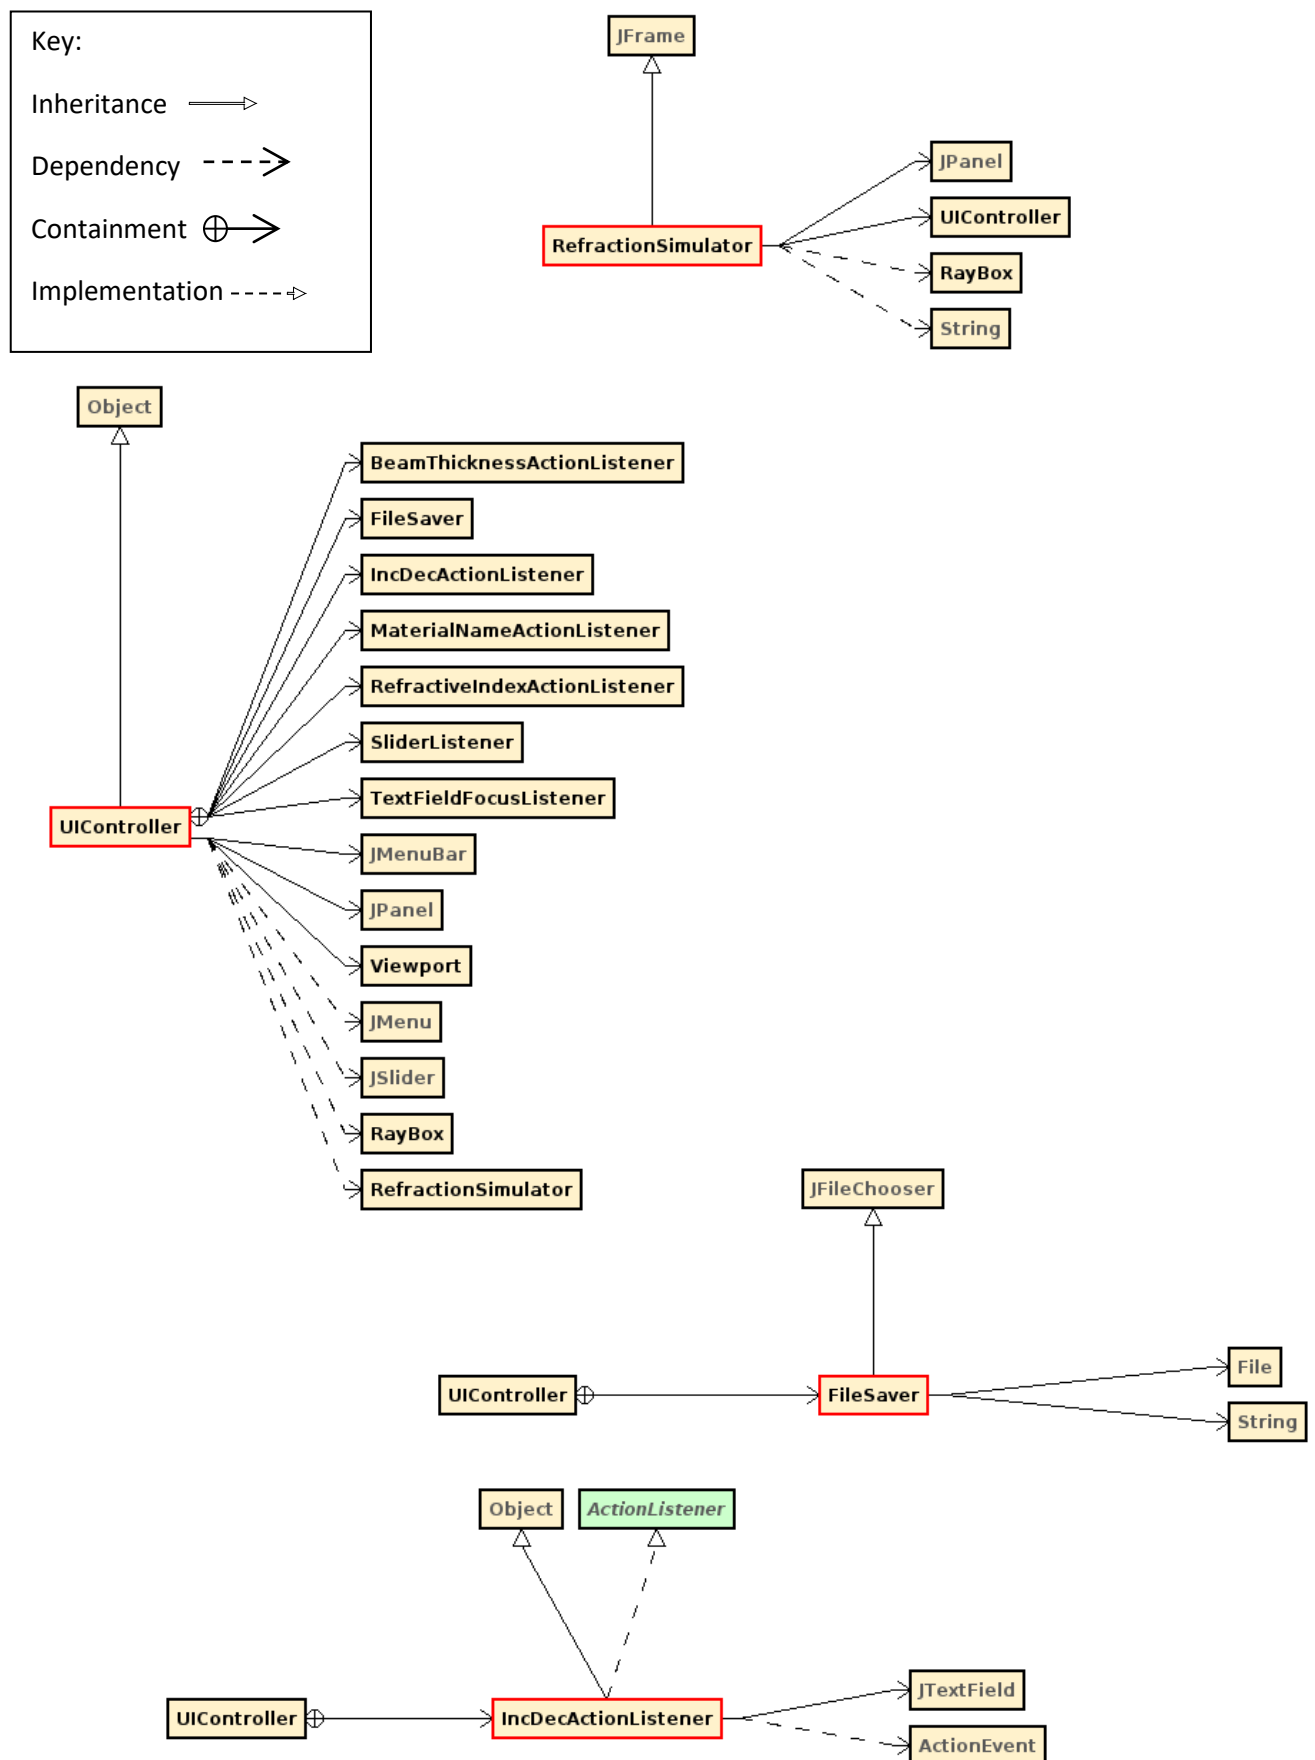 Key:
Inheritance
Dependency
Containment
Implementation
JFrame
JPanel
UIController
RefractionSimulator
RayBox
String
Object
BeamThicknessActionListener
FileSaver
IncDecActionListener
MaterialNameActionListener
RefractiveIndexActionListener
SliderListener
TextFieldFocusListener
UIController
JMenuBar
JPanel
Viewport
JMenu
JSlider
RayBox
RefractionSimulator
JFileChooser
File
UIController
FileSaver
String
Object
ActionListener
JTextField
UIController
IncDecActionListener
ActionEvent